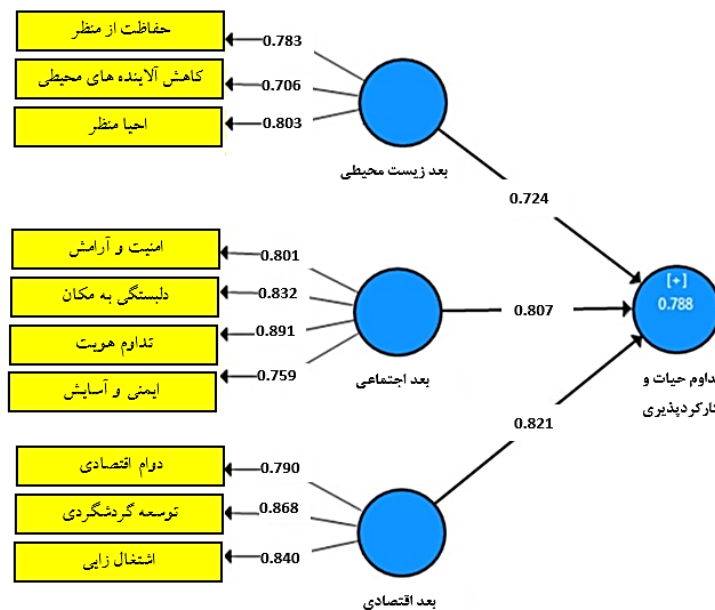 حفاظت از منظر
0.783
کاهش آلاینده های محیطی
0.706
احیا منظر
0.803
بعد زیست محیطی
0.724
امنیت و آرامش
0.801
دلبستگی به مکان
0.832
تداوم هویت
0.891
ایمنی و آسایش
0.759
بعد اجتماعی
0.807
[+]
0.788
تداوم حیات و
کارکردپذیری
0.821
دوام اقتصادی
0.790
توسعه گردشگردی
0.868
اشتغال زایی
0.840
بعد اقتصادی